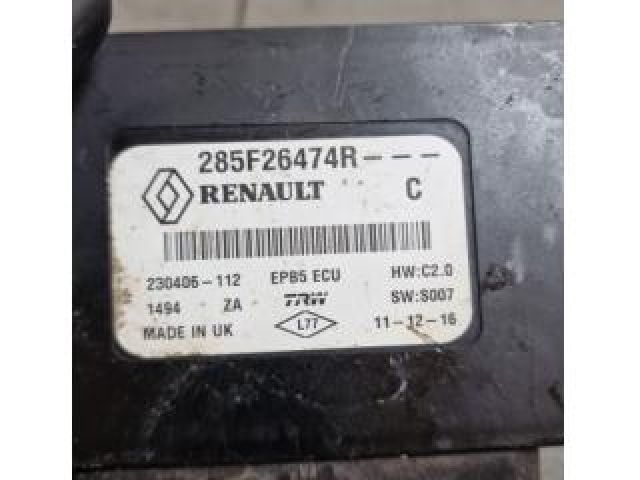 285F26474R---
RENAULT C
230406-112 EPB5 ECU HW:C2.0
1494 ZA TRW SW:S007
MADE IN UK L7T 11-12-16